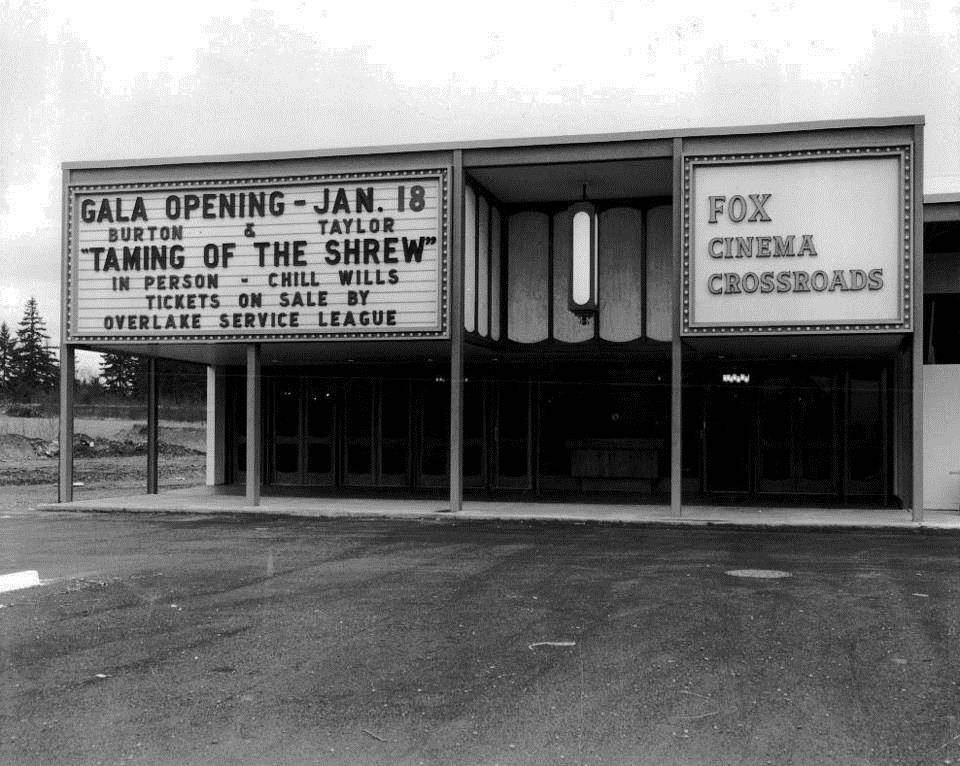 GALA OPENING - JAN. 18
BURTON & TAYLOR
"TAMING OF THE SHREW"
IN PERSON - CHILL WILLS
TICKETS ON SALE BY
OVERLAKE SERVICE LEAGUE
FOX
CINEMA
CROSSROADS